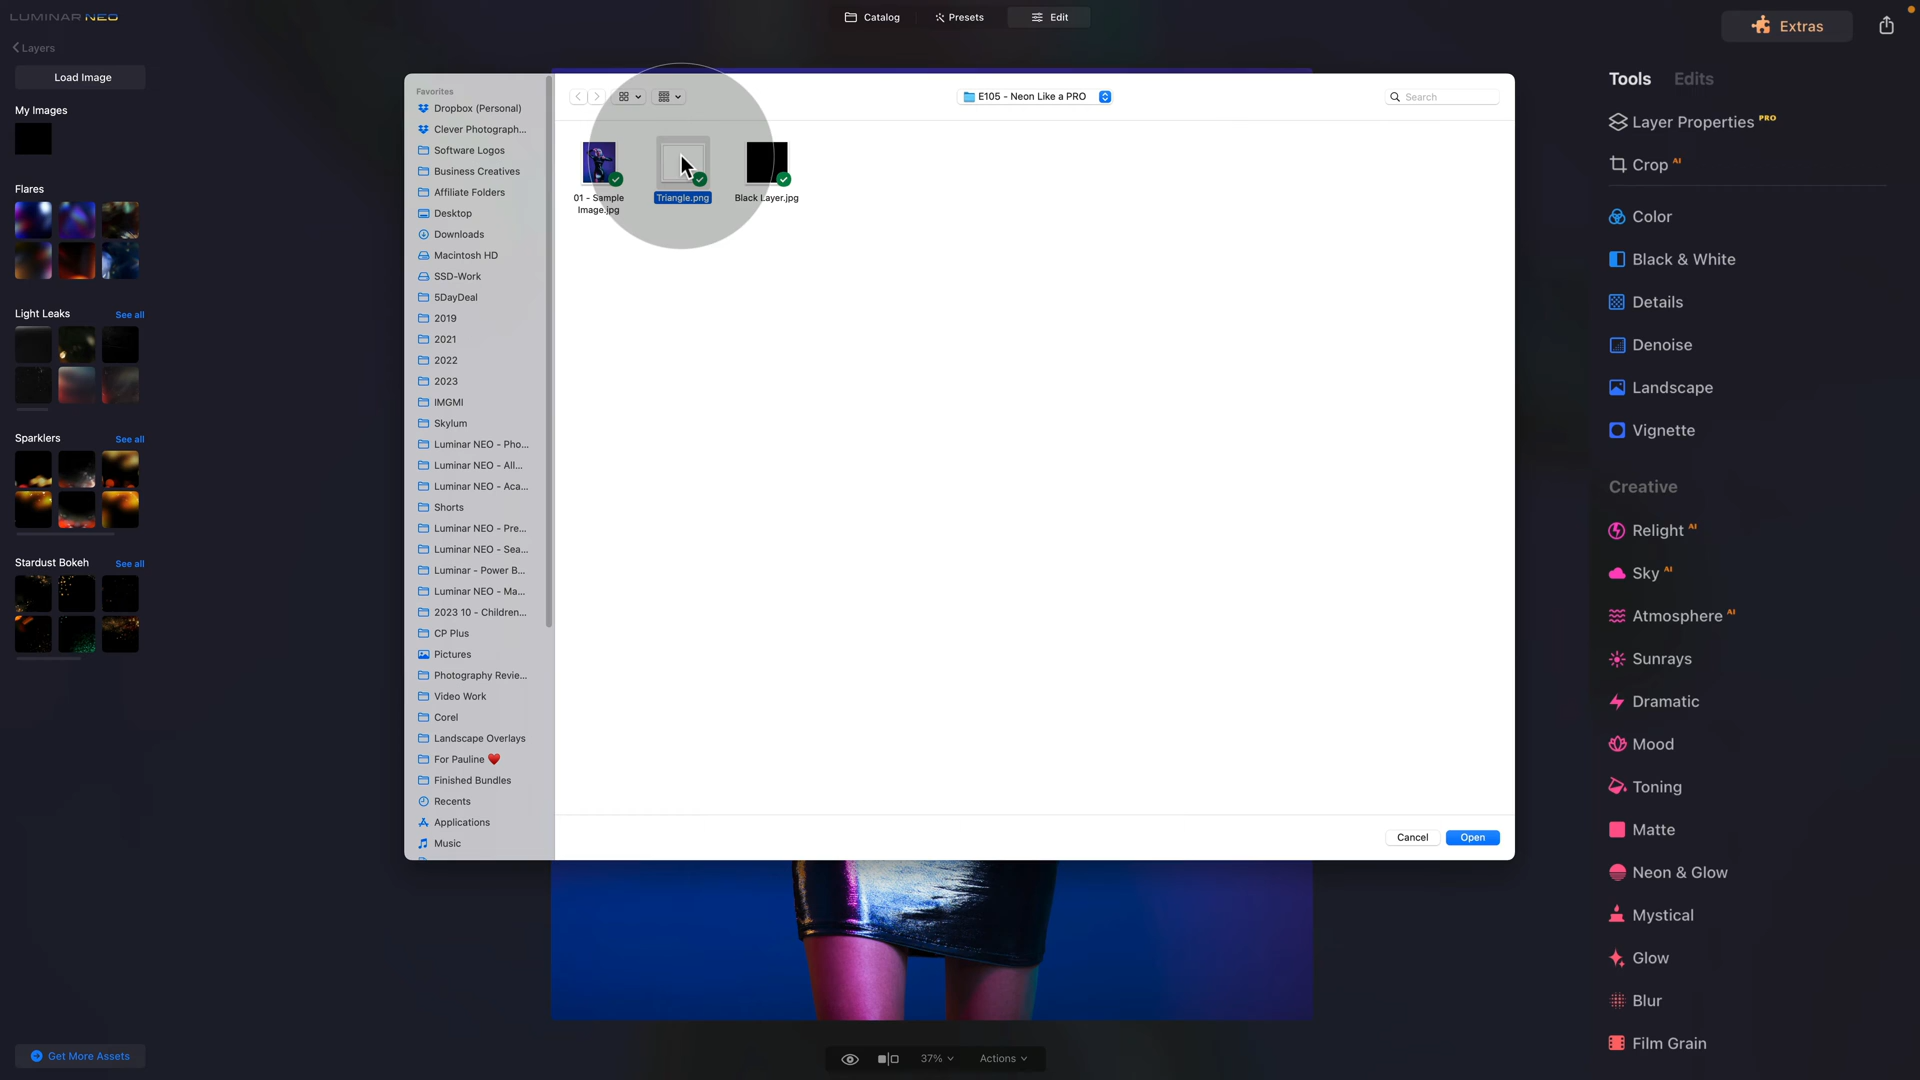 LUMINAR NEO
Catalog
Presets
Edit
Extras
Layers
Load Image
My Images
Flares
Light Leaks
See all
Sparklers
See all
Stardust Bokeh
See all
Get More Assets
Favorites
Dropbox (Personal)
Clever Photograph...
Software Logos
Business Creatives
Affiliate Folders
Desktop
Downloads
Macintosh HD
SSD-Work
5DayDeal
2019
2021
2022
2023
IMGMI
Skylum
Luminar NEO - Pho...
Luminar NEO - All...
Luminar NEO - Aca...
Shorts
Luminar NEO - Pre...
Luminar NEO - Sea...
Luminar - Power B...
Luminar NEO - Ma...
2023 10 - Children...
CP Plus
Pictures
Photography Revie...
Video Work
Corel
Landscape Overlays
For Pauline ❤️
Finished Bundles
Recents
Applications
Music
E105 - Neon Like a PRO
Search
01 - Sample
Image.jpg
Triangle.png
Black Layer.jpg
Cancel
Open
37%
Actions
Tools
Edits
Layer Properties PRO
Crop AI
Color
Black & White
Details
Denoise
Landscape
Vignette
Creative
Relight AI
Sky AI
Atmosphere AI
Sunrays
Dramatic
Mood
Toning
Matte
Neon & Glow
Mystical
Glow
Blur
Film Grain